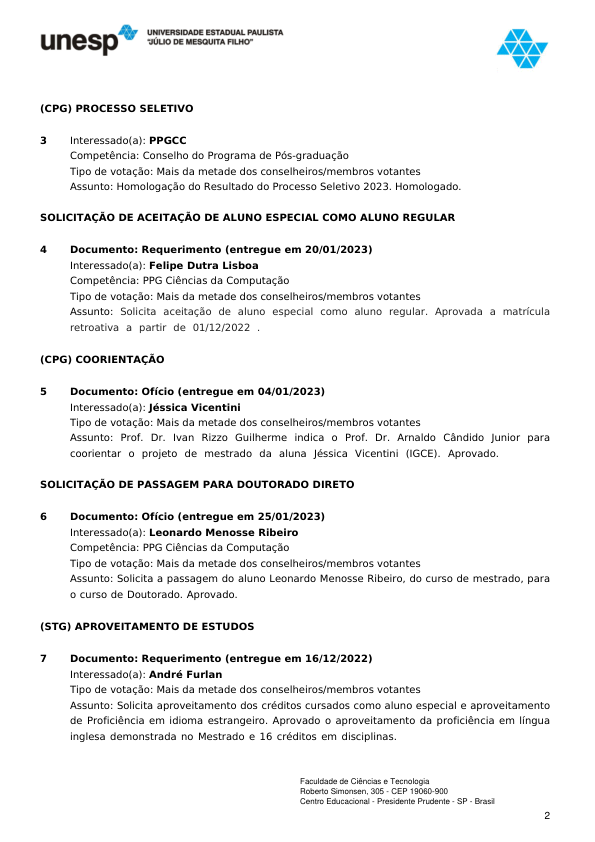 unesp
UNIVERSIDADE ESTADUAL PAULISTA
"JÚLIO DE MESQUITA FILHO"
(CPG) PROCESSO SELETIVO
3 Interessado(a): PPGCC
Competência: Conselho do Programa de Pós-graduação
Tipo de votação: Mais da metade dos conselheiros/membros votantes
Assunto: Homologação do Resultado do Processo Seletivo 2023. Homologado.
SOLICITAÇÃO DE ACEITAÇÃO DE ALUNO ESPECIAL COMO ALUNO REGULAR
4 Documento: Requerimento (entregue em 20/01/2023)
Interessado(a): Felipe Dutra Lisboa
Competência: PPG Ciências da Computação
Tipo de votação: Mais da metade dos conselheiros/membros votantes
Assunto: Solicita aceitação de aluno especial como aluno regular. Aprovada a matrícula
retroativa a partir de 01/12/2022 .
(CPG) COORIENTAÇÃO
5 Documento: Ofício (entregue em 04/01/2023)
Interessado(a): Jéssica Vicentini
Tipo de votação: Mais da metade dos conselheiros/membros votantes
Assunto: Prof. Dr. Ivan Rizzo Guilherme indica o Prof. Dr. Arnaldo Cândido Junior para
coorientar o projeto de mestrado da aluna Jéssica Vicentini (IGCE). Aprovado.
SOLICITAÇÃO DE PASSAGEM PARA DOUTORADO DIRETO
6 Documento: Ofício (entregue em 25/01/2023)
Interessado(a): Leonardo Menosse Ribeiro
Competência: PPG Ciências da Computação
Tipo de votação: Mais da metade dos conselheiros/membros votantes
Assunto: Solicita a passagem do aluno Leonardo Menosse Ribeiro, do curso de mestrado, para
o curso de Doutorado. Aprovado.
(STG) APROVEITAMENTO DE ESTUDOS
7 Documento: Requerimento (entregue em 16/12/2022)
Interessado(a): André Furlan
Tipo de votação: Mais da metade dos conselheiros/membros votantes
Assunto: Solicita aproveitamento dos créditos cursados como aluno especial e aproveitamento
de Proficiência em idioma estrangeiro. Aprovado o aproveitamento da proficiência em língua
inglesa demonstrada no Mestrado e 16 créditos em disciplinas.
Faculdade de Ciências e Tecnologia
Roberto Simonsen, 305 - CEP 19060-900
Centro Educacional - Presidente Prudente - SP - Brasil
2